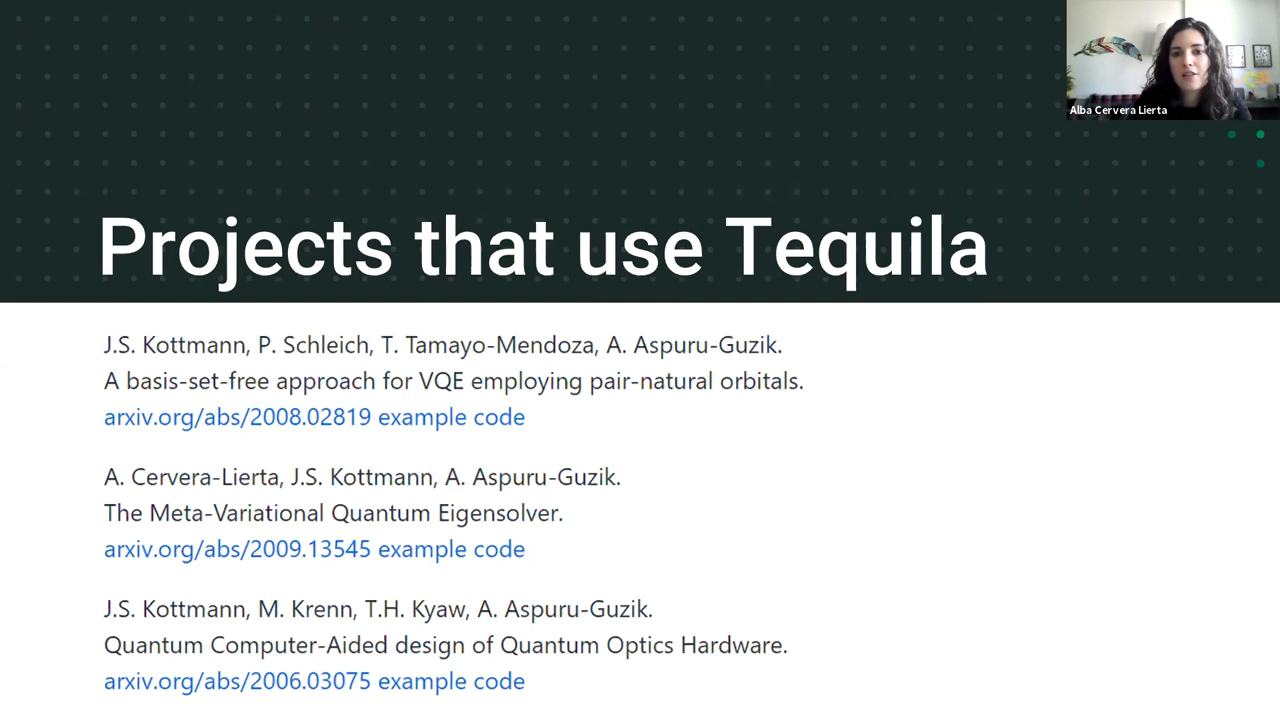 Alba Cervera Lierta
Projects that use Tequila
J.S. Kottmann, P. Schleich, T. Tamayo-Mendoza, A. Aspuru-Guzik.
A basis-set-free approach for VQE employing pair-natural orbitals.
arxiv.org/abs/2008.02819 example code
A. Cervera-Lierta, J.S. Kottmann, A. Aspuru-Guzik.
The Meta-Variational Quantum Eigensolver.
arxiv.org/abs/2009.13545 example code
J.S. Kottmann, M. Krenn, T.H. Kyaw, A. Aspuru-Guzik.
Quantum Computer-Aided design of Quantum Optics Hardware.
arxiv.org/abs/2006.03075 example code